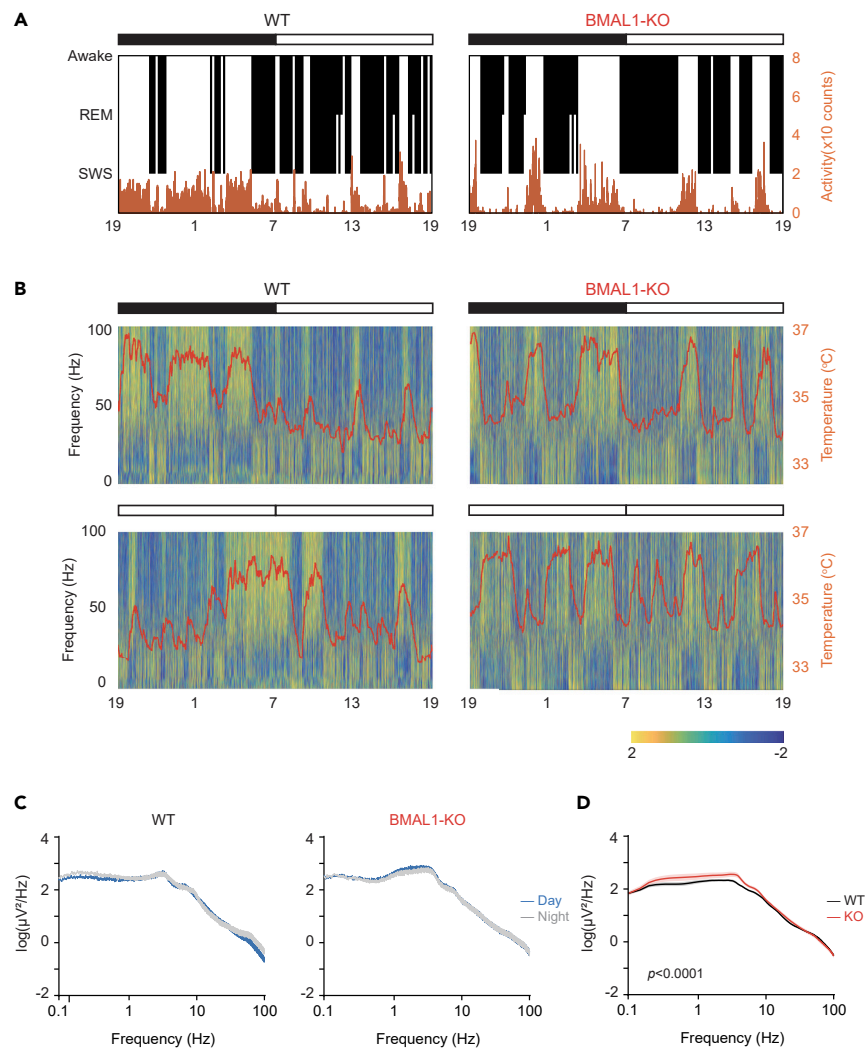 A
WT
BMAL1-KO
Awake
REM
SWS
8
6
4
2
0
Activity(x10 counts)
19 1 7 13 19
19 1 7 13 19
B
WT
BMAL1-KO
100
50
0
Frequency (Hz)
37
35
33
Temperature (°C)
100
50
0
Frequency (Hz)
37
35
33
Temperature (°C)
19 1 7 13 19
19 1 7 13 19
2 -2
C
WT
BMAL1-KO
4
2
0
-2
log(µV²/Hz)
0.1 1 10 100
Frequency (Hz)
0.1 1 10 100
Frequency (Hz)
Day
Night
D
4
2
0
-2
log(µV²/Hz)
p<0.0001
WT
KO
0.1 1 10 100
Frequency (Hz)